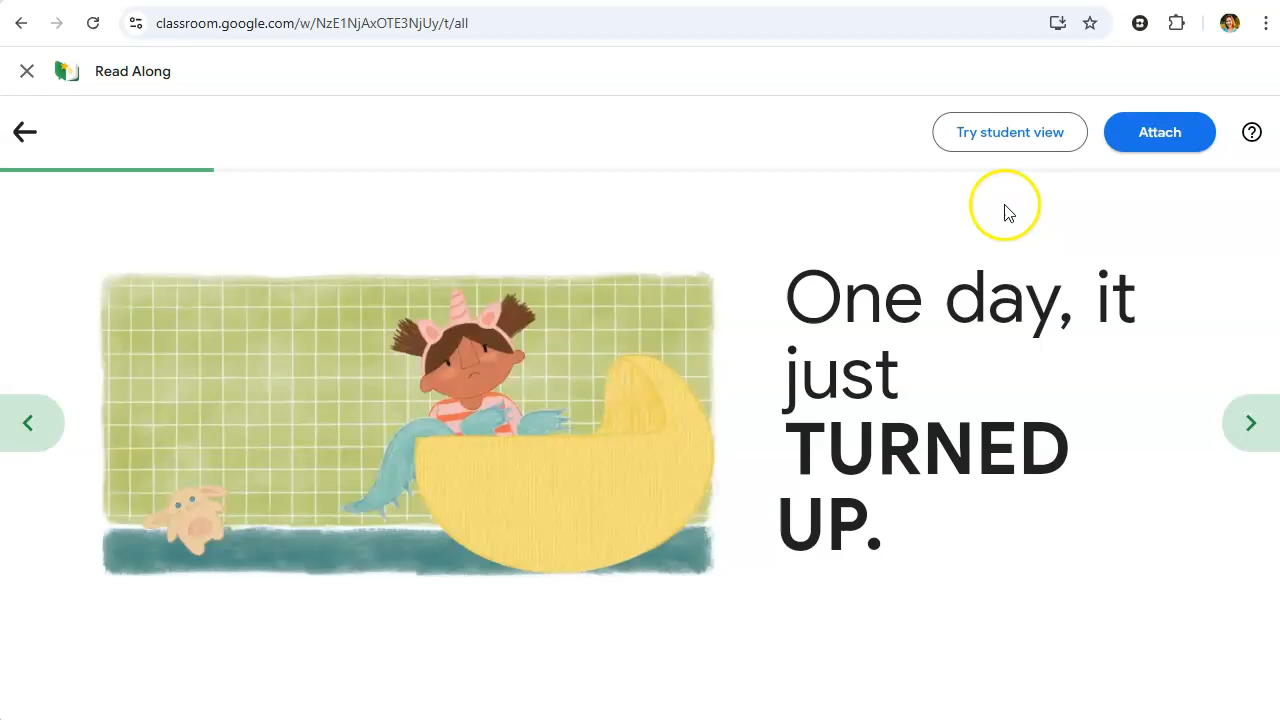 classroom.google.com/w/NzE1NjAxOTE3NjUy/t/all
Read Along
Try student view
Attach
One day, it
just
TURNED
UP.